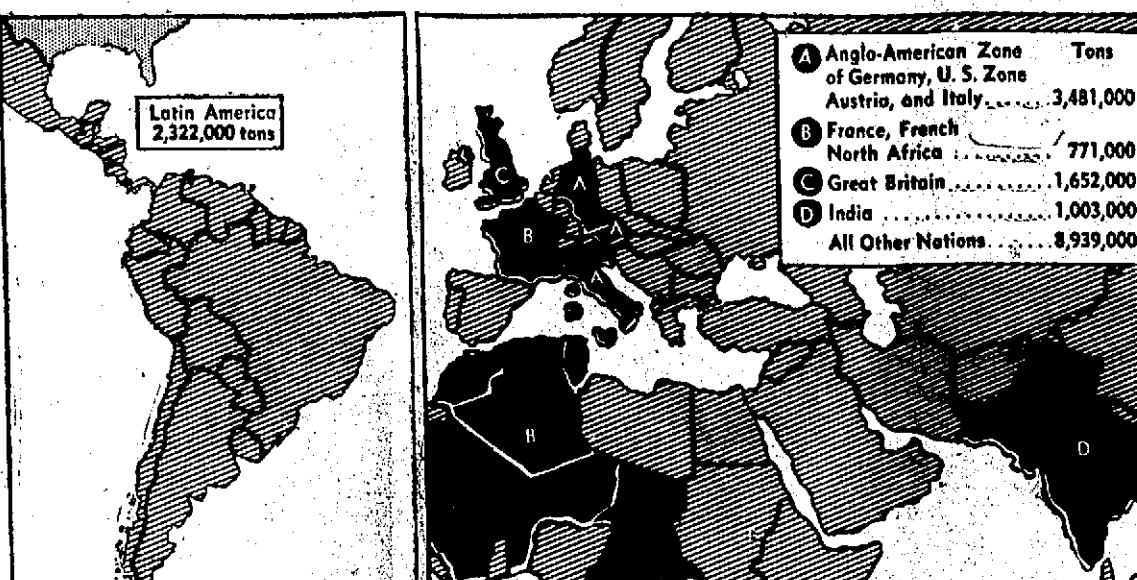 Latin America
2,322,000 tons
A Anglo-American Zone Tons
of Germany, U. S. Zone
Austria, and Italy...... 3,481,000
B France, French
North Africa ............ 771,000
C Great Britain........... 1,652,000
D India .................. 1,003,000
All Other Nations....... 8,939,000
C
A
B
A
B
D